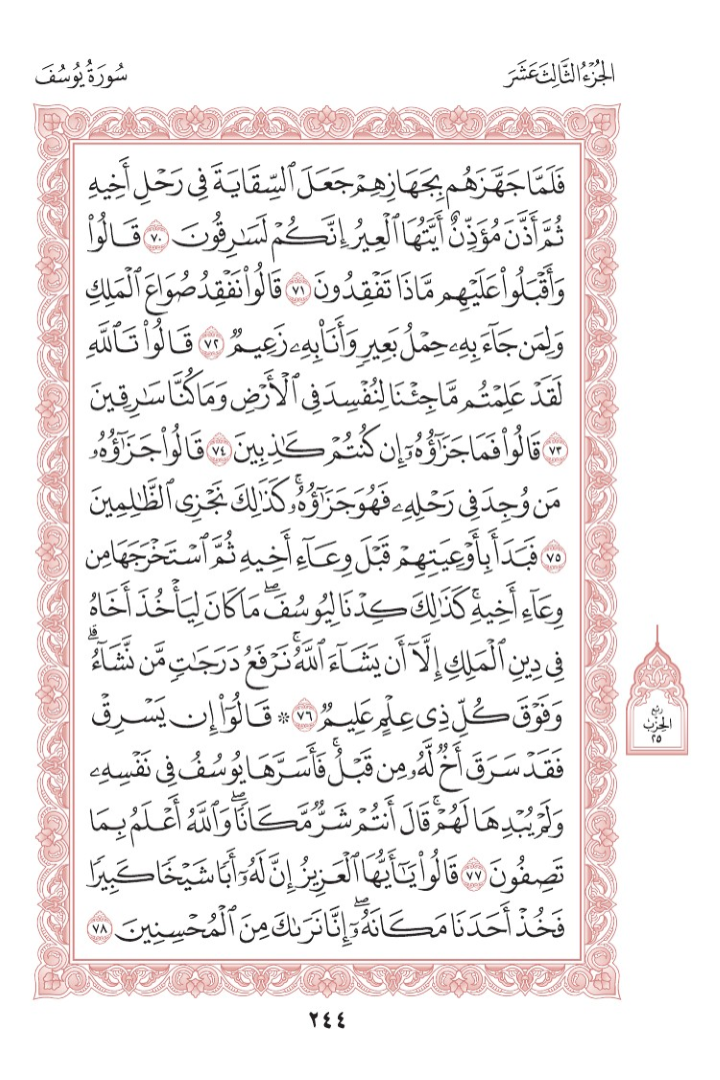 الجُزْءُ الثَّالِثَ عَشَرَ
سُورَةُ يُوسُفَ
فَلَمَّا جَهَّزَهُم بِجَهَازِهِمْ جَعَلَ ٱلسِّقَايَةَ فِى رَحْلِ أَخِيهِ
ثُمَّ أَذَّنَ مُؤَذِّنٌ أَيَّتُهَا ٱلْعِيرُ إِنَّكُمْ لَسَٰرِقُونَ ٧٠ قَالُوا۟
وَأَقْبَلُوا۟ عَلَيْهِم مَّاذَا تَفْقِدُونَ ٧١ قَالُوا۟ نَفْقِدُ صُوَاعَ ٱلْمَلِكِ
وَلِمَن جَآءَ بِهِۦ حِمْلُ بَعِيرٍ وَأَنَا۠ بِهِۦ زَعِيمٌ ٧٢ قَالُوا۟ تَٱللَّهِ
لَقَدْ عَلِمْتُم مَّا جِئْنَا لِنُفْسِدَ فِى ٱلْأَرْضِ وَمَا كُنَّا سَٰرِقِينَ
٧٣ قَالُوا۟ فَمَا جَزَٰٓؤُهُۥٓ إِن كُنتُمْ كَٰذِبِينَ ٧٤ قَالُوا۟ جَزَٰٓؤُهُۥ
مَن وُجِدَ فِى رَحْلِهِۦ فَهُوَ جَزَٰٓؤُهُۥ ۚ كَذَٰلِكَ نَجْزِى ٱلظَّٰلِمِينَ
٧٥ فَبَدَأَ بِأَوْعِيَتِهِمْ قَبْلَ وِعَآءِ أَخِيهِ ثُمَّ ٱسْتَخْرَجَهَا مِن
وِعَآءِ أَخِيهِ ۚ كَذَٰلِكَ كِدْنَا لِيُوسُفَ ۖ مَا كَانَ لِيَأْخُذَ أَخَاهُ
فِى دِينِ ٱلْمَلِكِ إِلَّآ أَن يَشَآءَ ٱللَّهُ ۚ نَرْفَعُ دَرَجَٰتٍ مَّن نَّشَآءُ ۗ
وَفَوْقَ كُلِّ ذِى عِلْمٍ عَلِيمٌ ٧٦ ۞ قَالُوٓا۟ إِن يَسْرِقْ
فَقَدْ سَرَقَ أَخٌ لَّهُۥ مِن قَبْلُ ۚ فَأَسَرَّهَا يُوسُفُ فِى نَفْسِهِۦ
وَلَمْ يُبْدِهَا لَهُمْ ۚ قَالَ أَنتُمْ شَرٌّ مَّكَانًا ۖ وَٱللَّهُ أَعْلَمُ بِمَا
تَصِفُونَ ٧٧ قَالُوا۟ يَٰٓأَيُّهَا ٱلْعَزِيزُ إِنَّ لَهُۥٓ أَبًا شَيْخًا كَبِيرًا
فَخُذْ أَحَدَنَا مَكَانَهُۥٓ ۖ إِنَّا نَرَىٰكَ مِنَ ٱلْمُحْسِنِينَ ٧٨
رُبع
الحِزْب
٢٥
٢٤٤